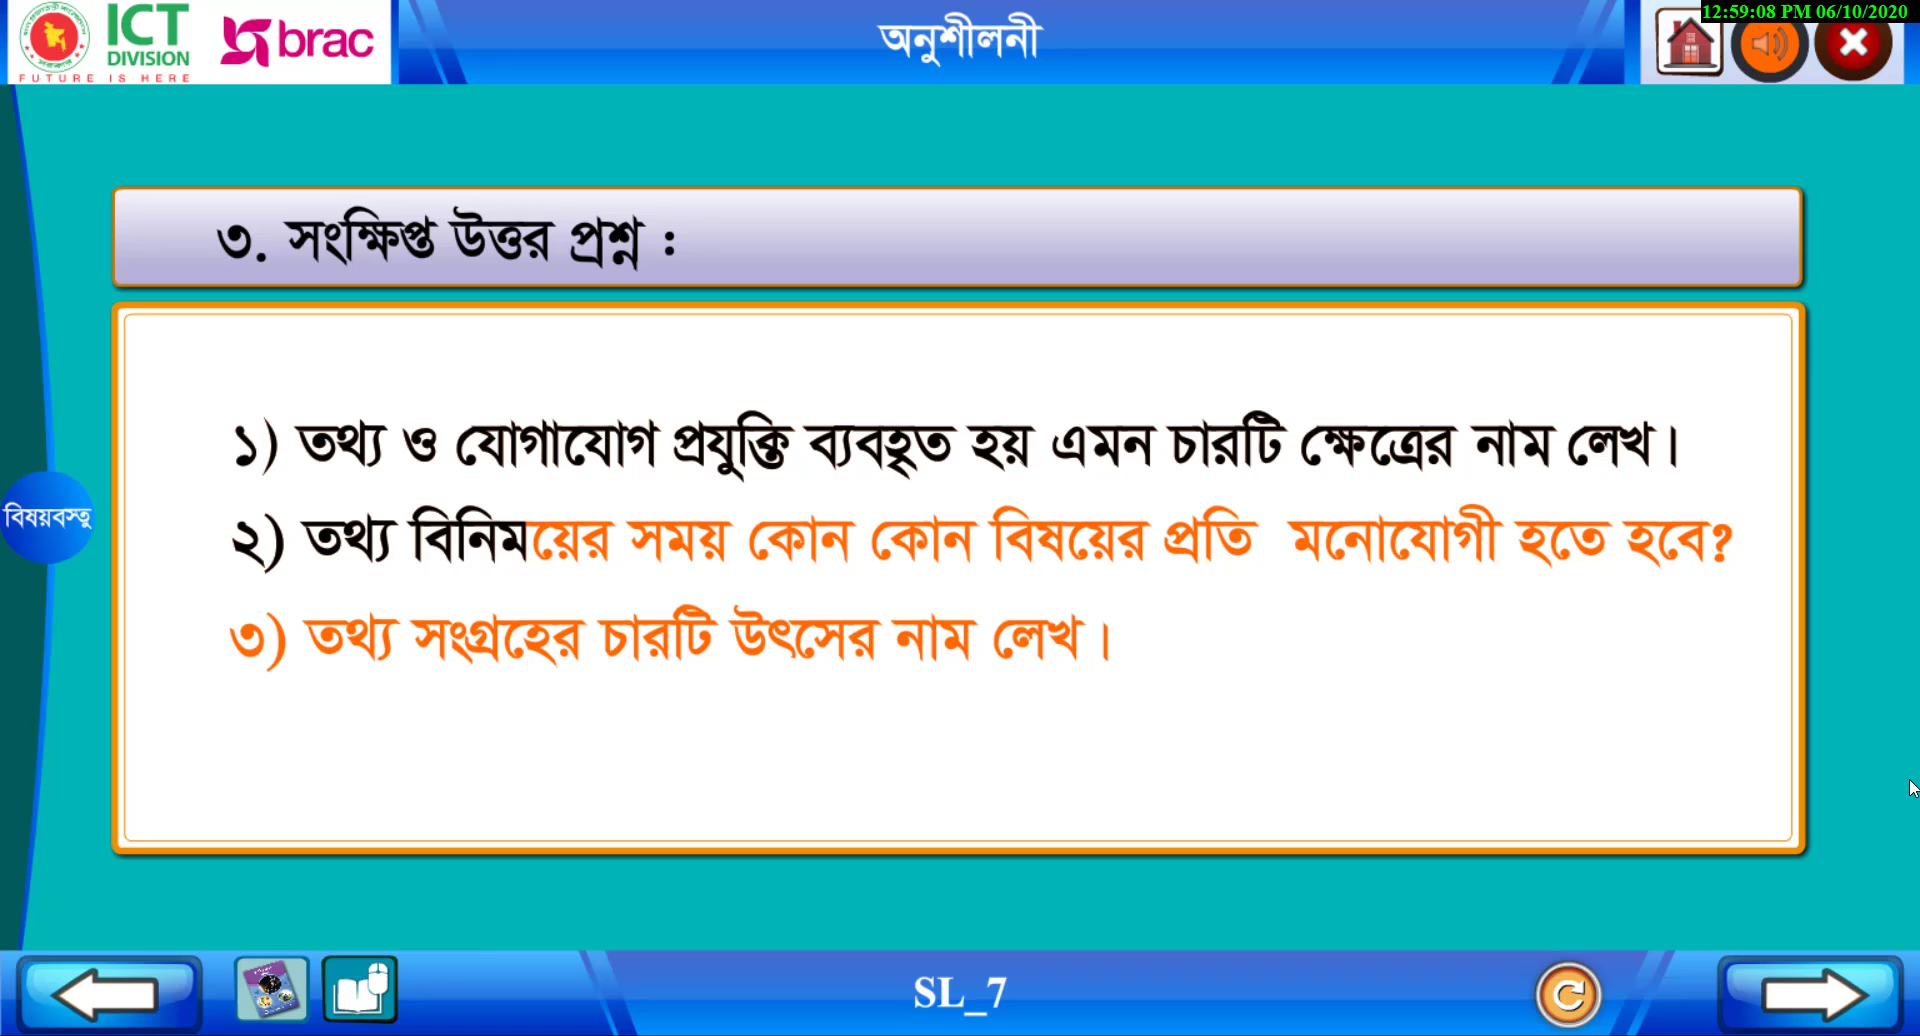 ICT
DIVISION
FUTURE IS HERE
brac
অনুশীলনী
12:59:08 PM 06/10/2020
৩. সংক্ষিপ্ত উত্তর প্রশ্ন :
১) তথ্য ও যোগাযোগ প্রযুক্তি ব্যবহৃত হয় এমন চারটি ক্ষেত্রের নাম লেখ।
২) তথ্য বিনিময়ের সময় কোন কোন বিষয়ের প্রতি মনোযোগী হতে হবে?
৩) তথ্য সংগ্রহের চারটি উৎসের নাম লেখ।
বিষয়বস্তু
SL_7